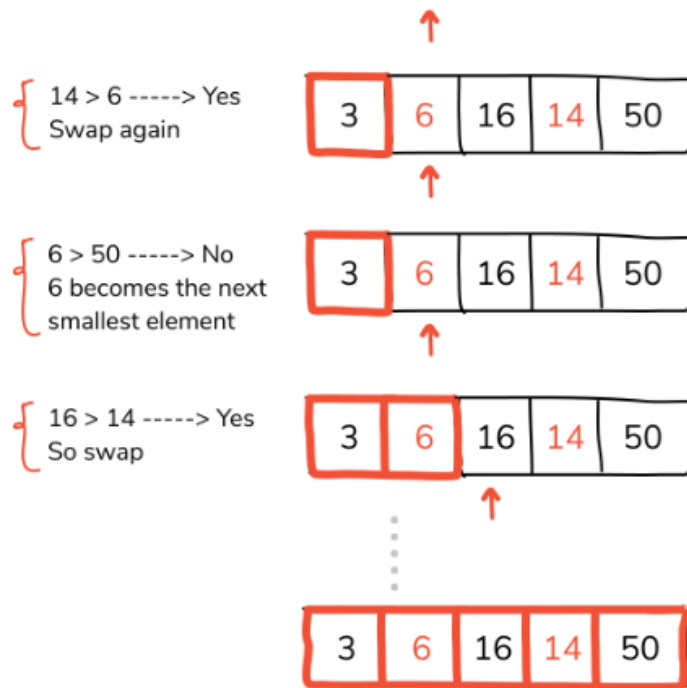 14 > 6 -----> Yes
Swap again
3 6 16 14 50
6 > 50 -----> No
6 becomes the next
smallest element
3 6 16 14 50
16 > 14 -----> Yes
So swap
3 6 16 14 50
3 6 16 14 50